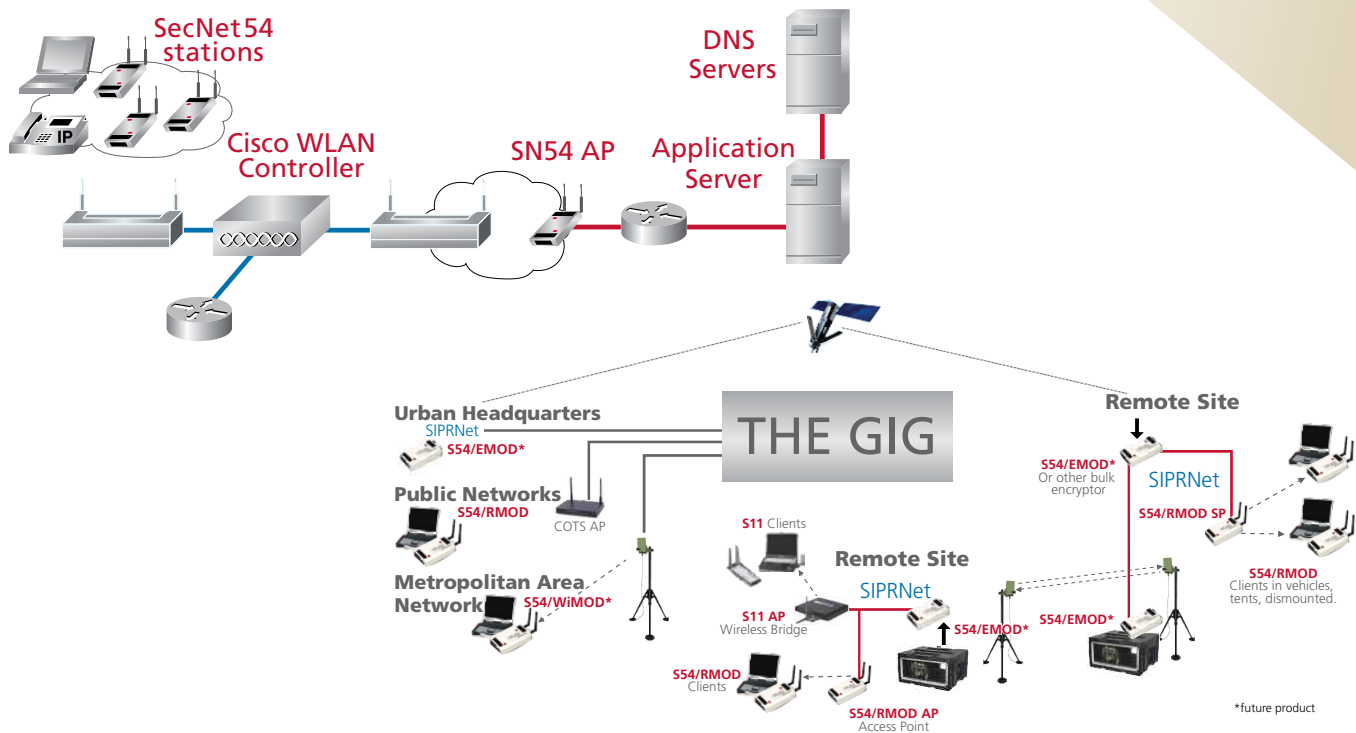 SecNet54
stations
IP
Cisco WLAN
Controller
SN54 AP
DNS
Servers
Application
Server
Urban Headquarters
SIPRNet
S54/EMOD*
Public Networks
S54/RMOD
COTS AP
Metropolitan Area
Network
S54/WiMOD*
THE GIG
S11 Clients
Remote Site
SIPRNet
S11 AP
Wireless Bridge
S54/EMOD*
S54/RMOD
Clients
S54/RMOD AP
Access Point
Remote Site
S54/EMOD*
Or other bulk
encryptor
SIPRNet
S54/RMOD SP
S54/RMOD
Clients in vehicles,
tents, dismounted.
S54/EMOD*
*future product